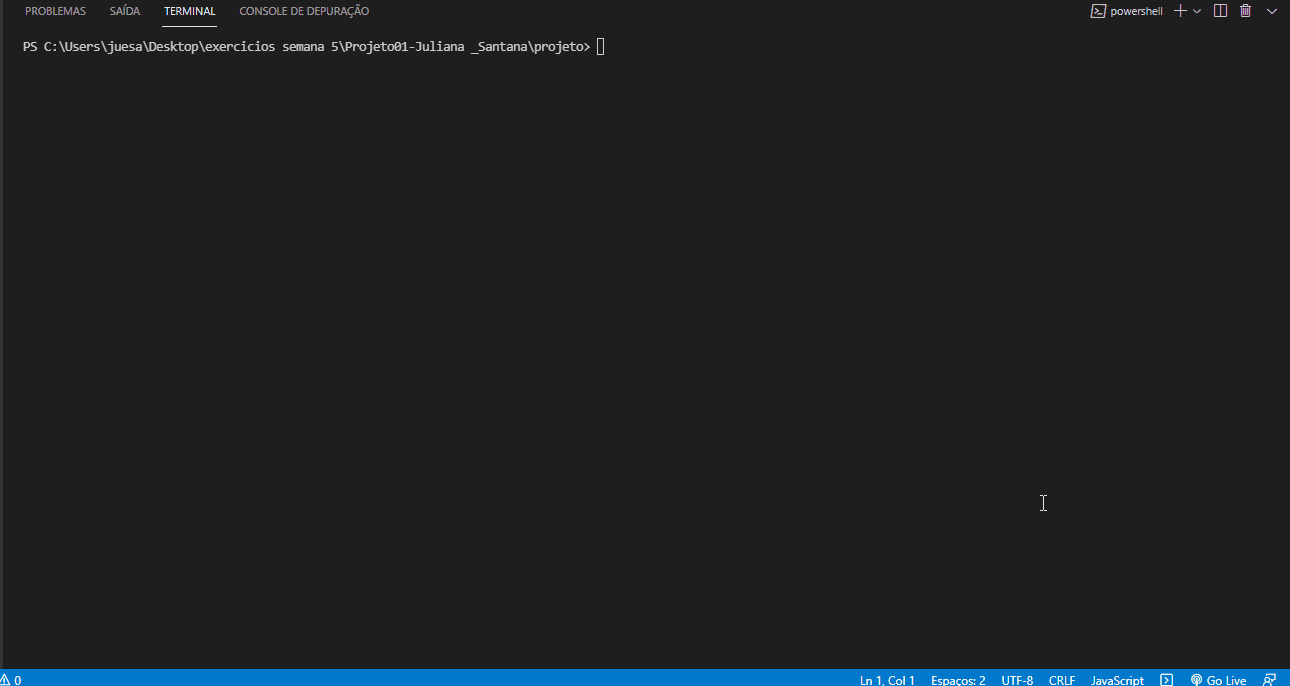 PROBLEMAS SAÍDA TERMINAL CONSOLE DE DEPURAÇÃO powershell
PS C:\Users\juesa\Desktop\exercicios semana 5\Projeto01-Juliana _Santana\projeto>
0 Ln 1, Col 1 Espaços: 2 UTF-8 CRLF JavaScript Go Live